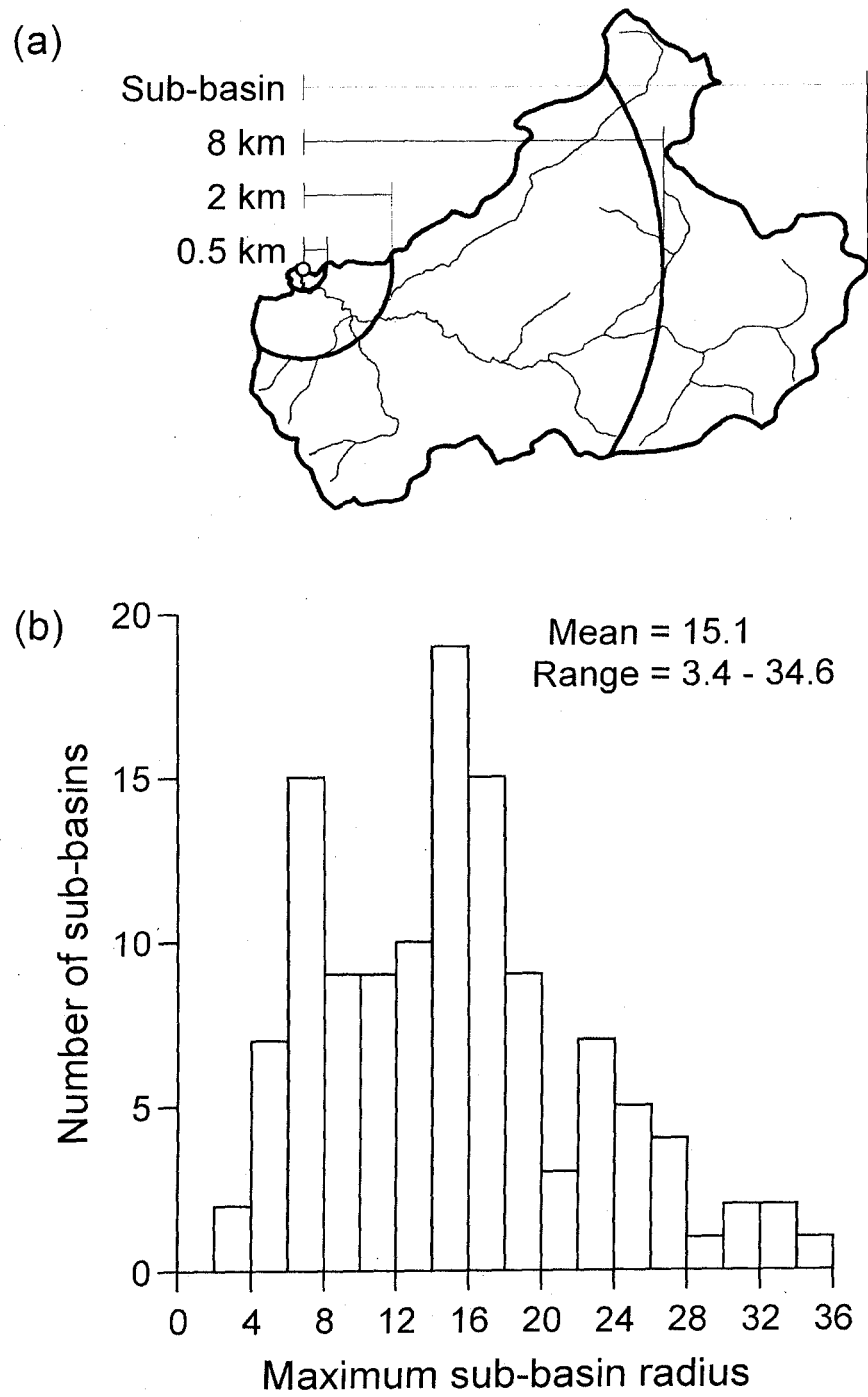 (a)
Sub-basin
8 km
2 km
0.5 km
(b)
Mean = 15.1
Range = 3.4 - 34.6
Number of sub-basins
20
15
10
5
0
0 4 8 12 16 20 24 28 32 36
Maximum sub-basin radius